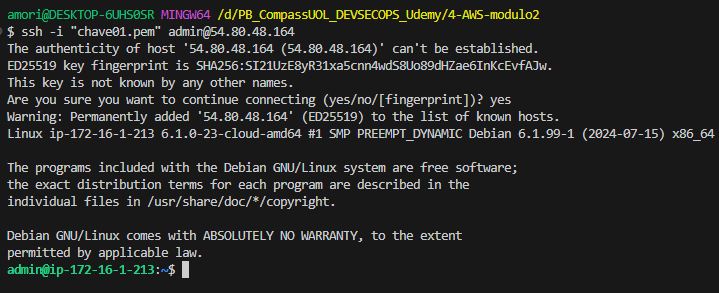 amori@DESKTOP-6UHS0SR MINGW64 /d/PB_CompassUOL_DEVSECOPS_Udemy/4-AWS-modulo2
$ ssh -i "chave01.pem" admin@54.80.48.164
The authenticity of host '54.80.48.164 (54.80.48.164)' can't be established.
ED25519 key fingerprint is SHA256:SI21UzE8yR31xa5cnn4wdS8Uo89dHZae6InKcEvfAJw.
This key is not known by any other names.
Are you sure you want to continue connecting (yes/no/[fingerprint])? yes
Warning: Permanently added '54.80.48.164' (ED25519) to the list of known hosts.
Linux ip-172-16-1-213 6.1.0-23-cloud-amd64 #1 SMP PREEMPT_DYNAMIC Debian 6.1.99-1 (2024-07-15) x86_64
The programs included with the Debian GNU/Linux system are free software;
the exact distribution terms for each program are described in the
individual files in /usr/share/doc/*/copyright.
Debian GNU/Linux comes with ABSOLUTELY NO WARRANTY, to the extent
permitted by applicable law.
admin@ip-172-16-1-213:~$